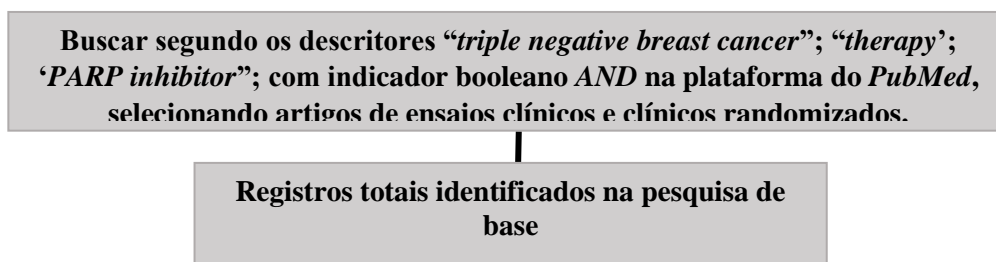 Buscar segundo os descritores “triple negative breast cancer”; “therapy’;
‘PARP inhibitor”; com indicador booleano AND na plataforma do PubMed,
selecionando artigos de ensaios clínicos e clínicos randomizados.
Registros totais identificados na pesquisa de
base